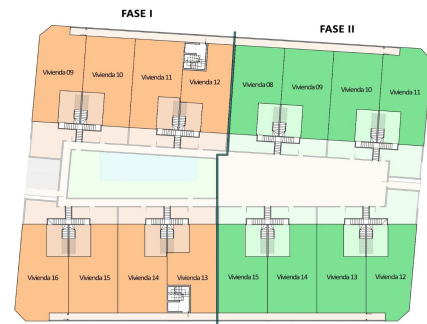 FASE I
FASE II
Vivienda 09
Vivienda 10
Vivienda 11
Vivienda 12
Vivienda 08
Vivienda 09
Vivienda 10
Vivienda 11
Vivienda 16
Vivienda 15
Vivienda 14
Vivienda 13
Vivienda 15
Vivienda 14
Vivienda 13
Vivienda 12